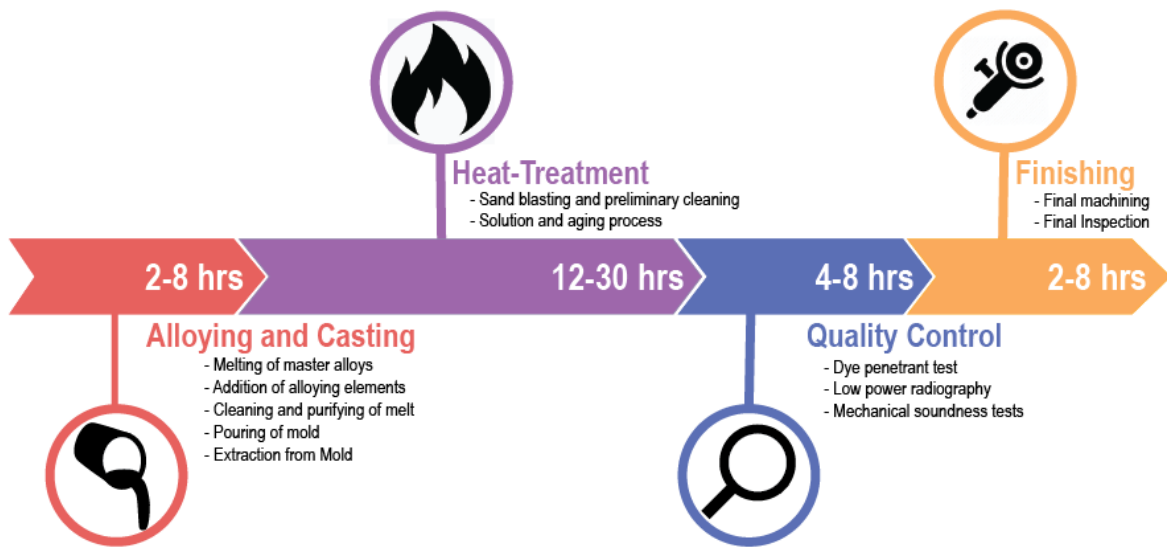 Heat-Treatment
- Sand blasting and preliminary cleaning
- Solution and aging process
Finishing
- Final machining
- Final Inspection
2-8 hrs
12-30 hrs
4-8 hrs
2-8 hrs
Alloying and Casting
- Melting of master alloys
- Addition of alloying elements
- Cleaning and purifying of melt
- Pouring of mold
- Extraction from Mold
Quality Control
- Dye penetrant test
- Low power radiography
- Mechanical soundness tests